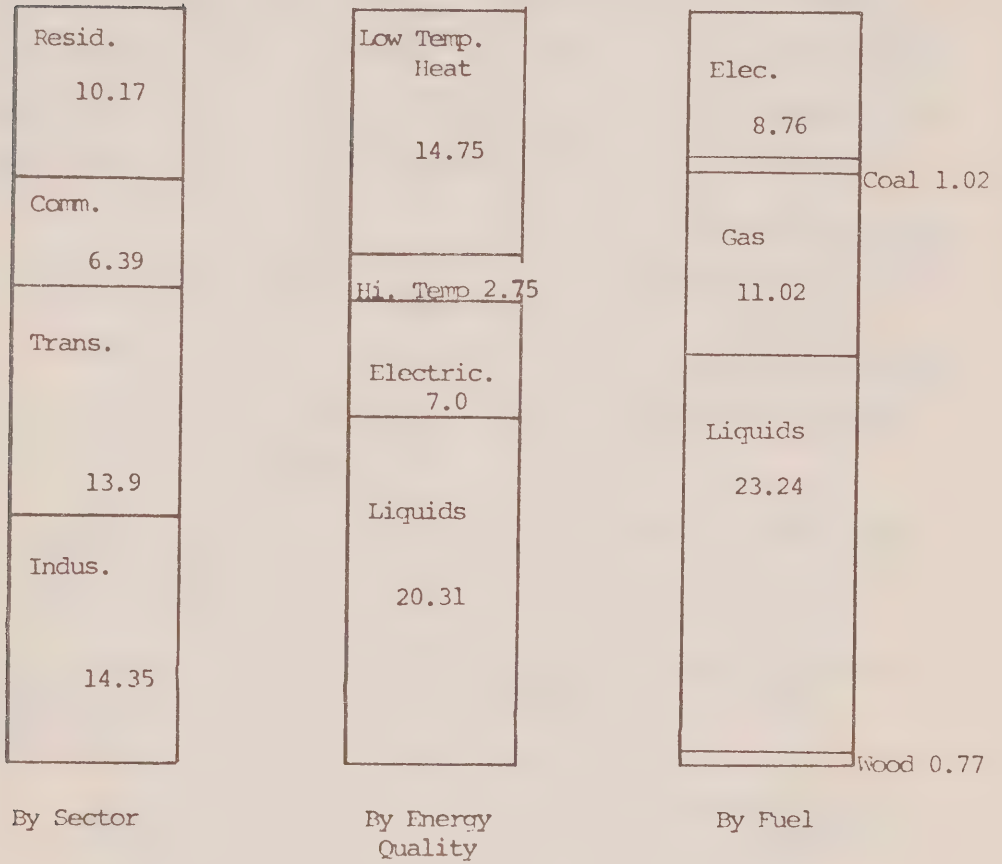 Resid.
10.17
Comm.
6.39
Trans.
13.9
Indus.
14.35
By Sector
Low Temp.
Heat
14.75
Hi. Temp 2.75
Electric.
7.0
Liquids
20.31
By Energy
Quality
Elec.
8.76
Coal 1.02
Gas
11.02
Liquids
23.24
Wood 0.77
By Fuel